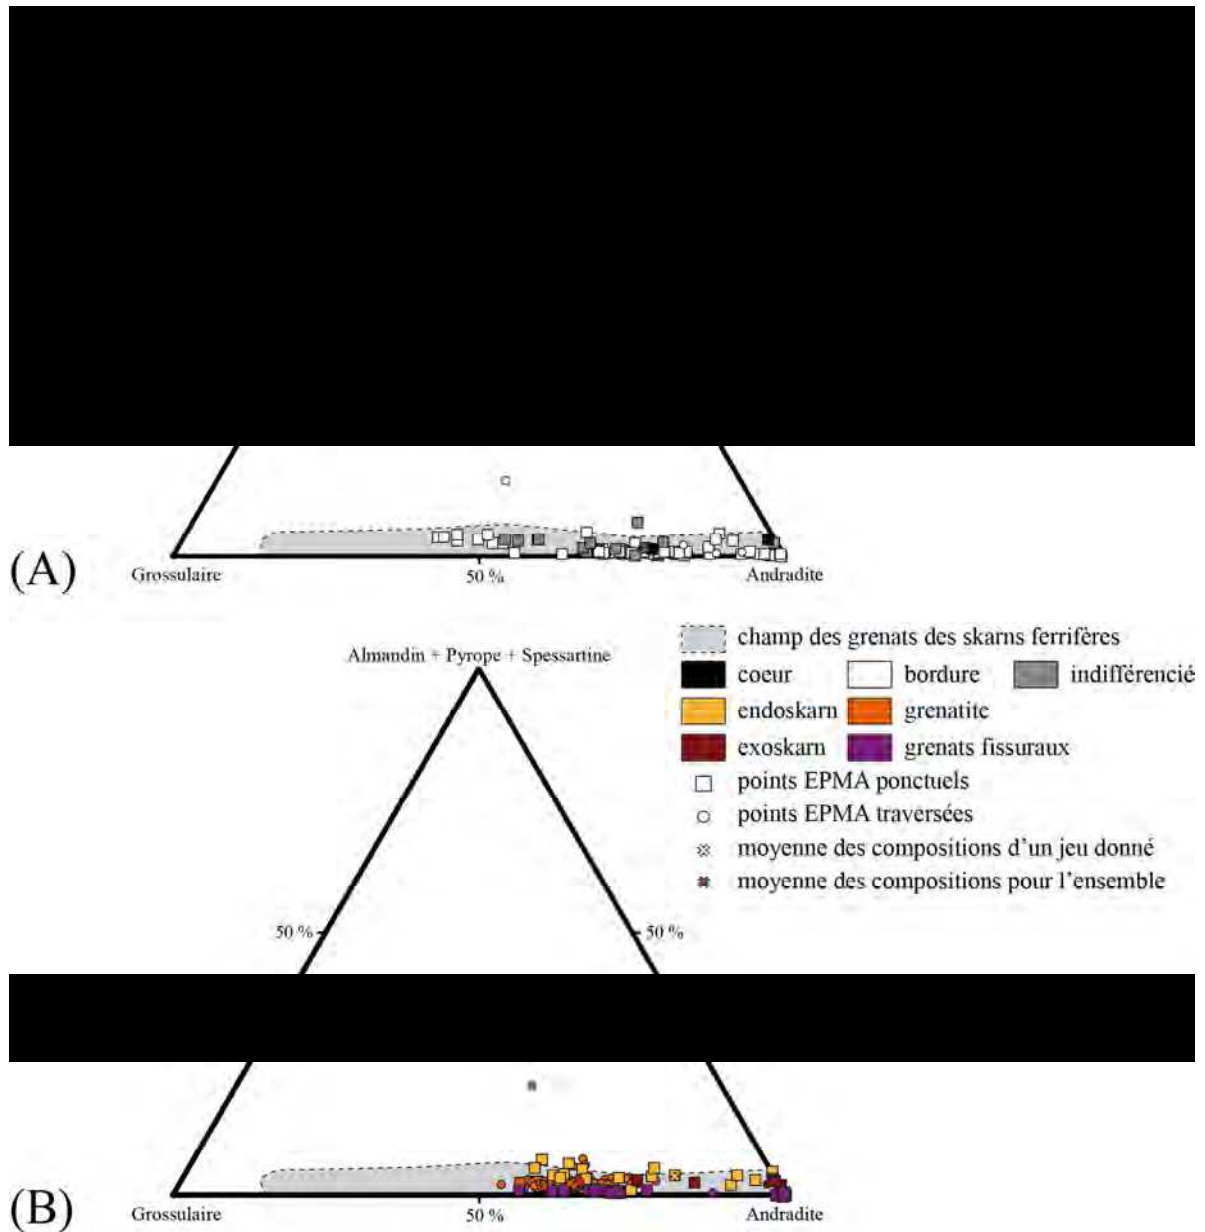 (A)
Grossulaire
50 %
Andradite
Almandin + Pyrope + Spessartine
champ des grenats des skarns ferrifères
coeur
bordure
indifférencié
endoskarn
grenatite
exoskarn
grenats fissuraux
points EPMA ponctuels
points EPMA traversées
moyenne des compositions d'un jeu donné
moyenne des compositions pour l'ensemble
50 %
50 %
(B)
Grossulaire
50 %
Andradite